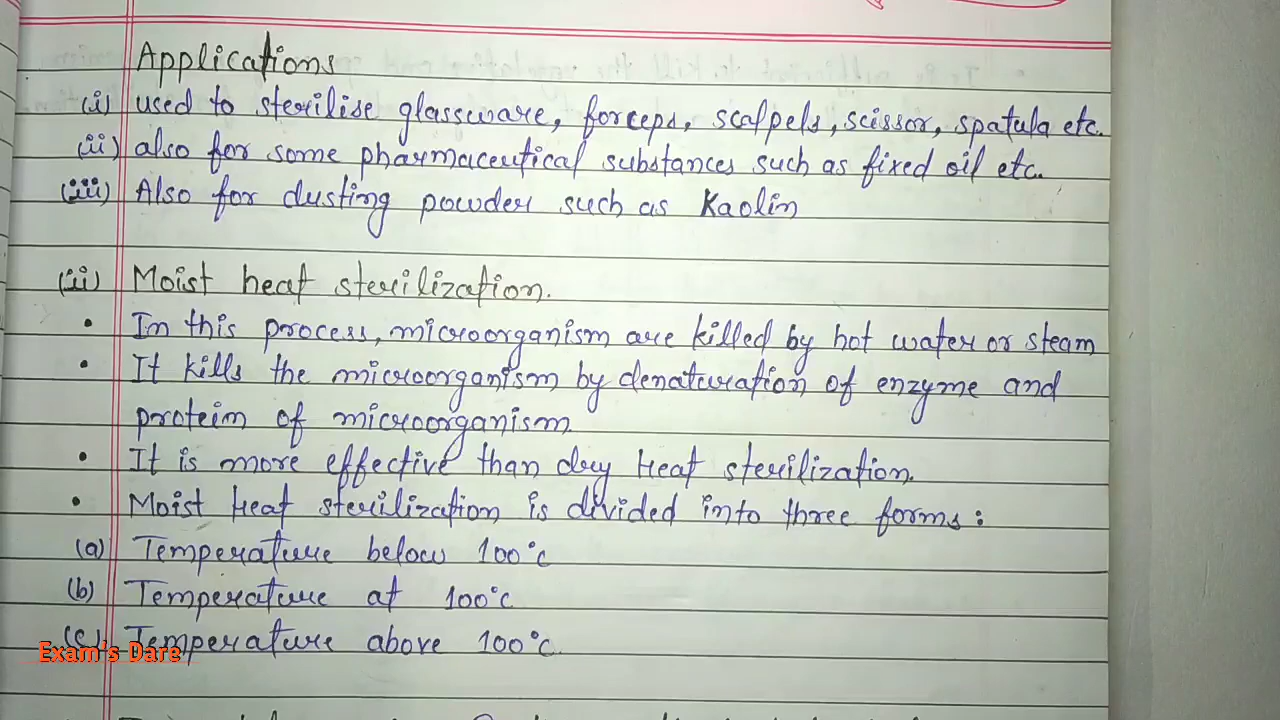 Applications
(i) used to sterilise glassware, forceps, scalpels, scissor, spatula etc.
(ii) also for some pharmaceutical substances such as fixed oil etc.
(iii) Also for dusting powder such as Kaolin
(ii) Moist heat sterilization.
• In this process, microorganism are killed by hot water or steam
• It kills the microorganism by denaturation of enzyme and
protein of microorganism
• It is more effective than dry Heat sterilization.
• Moist Heat sterilization is divided into three forms:
(a) Temperature below 100°c
(b) Temperature at 100°c
(c) Temperature above 100°c.
Exam's Dare